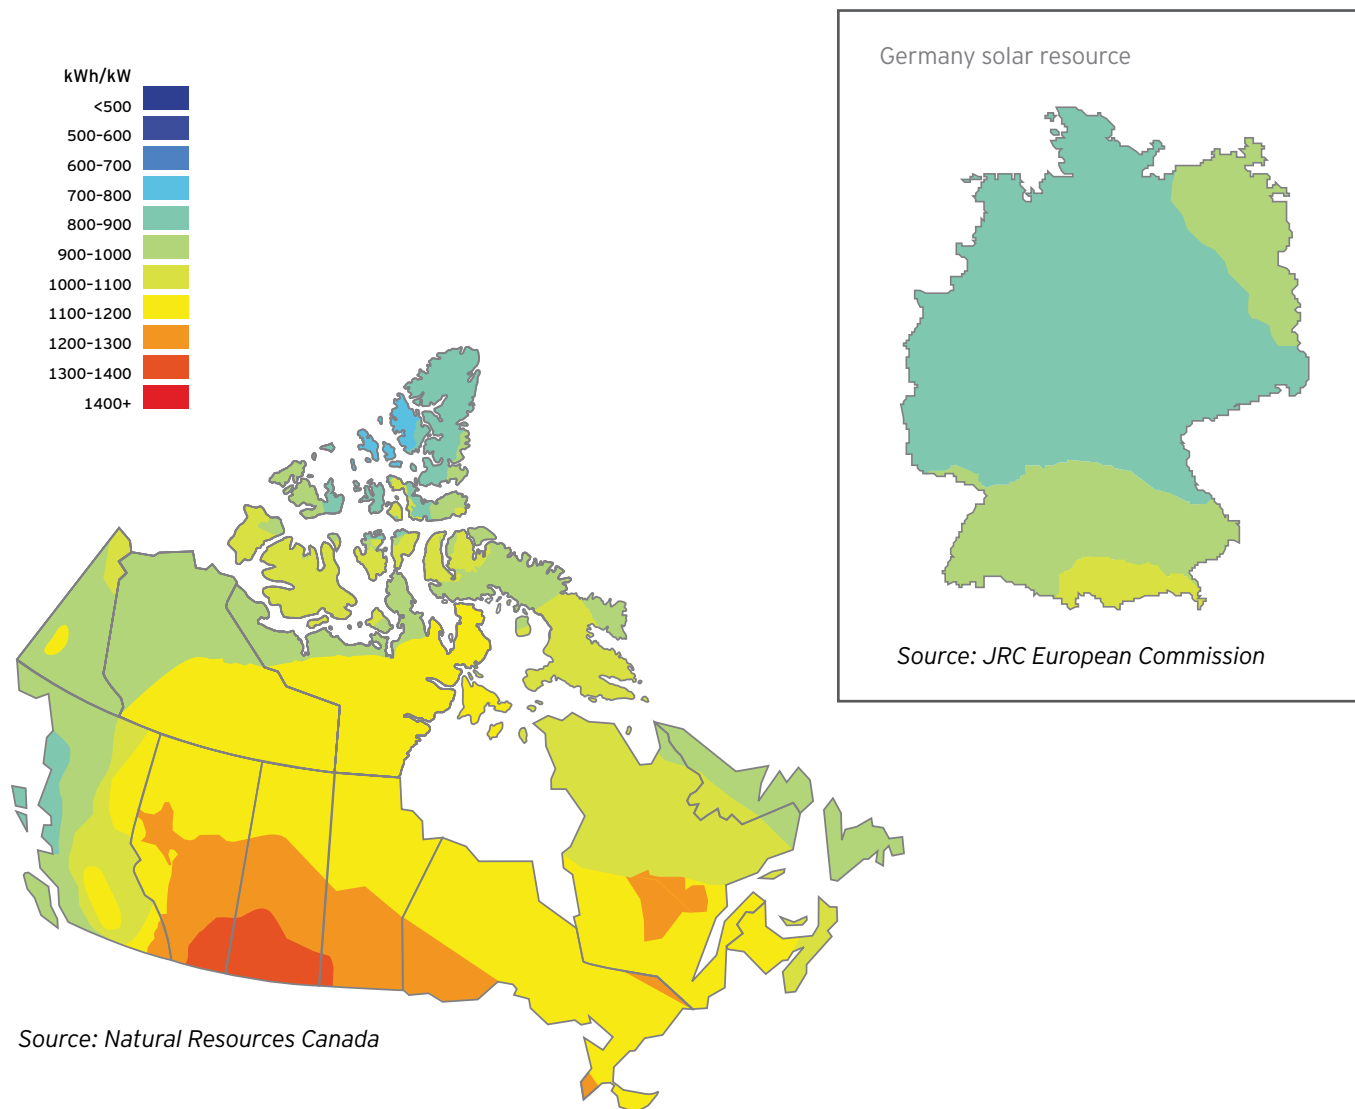 kWh/kW
<500
500-600
600-700
700-800
800-900
900-1000
1000-1100
1100-1200
1200-1300
1300-1400
1400+
Source: Natural Resources Canada
Germany solar resource
Source: JRC European Commission